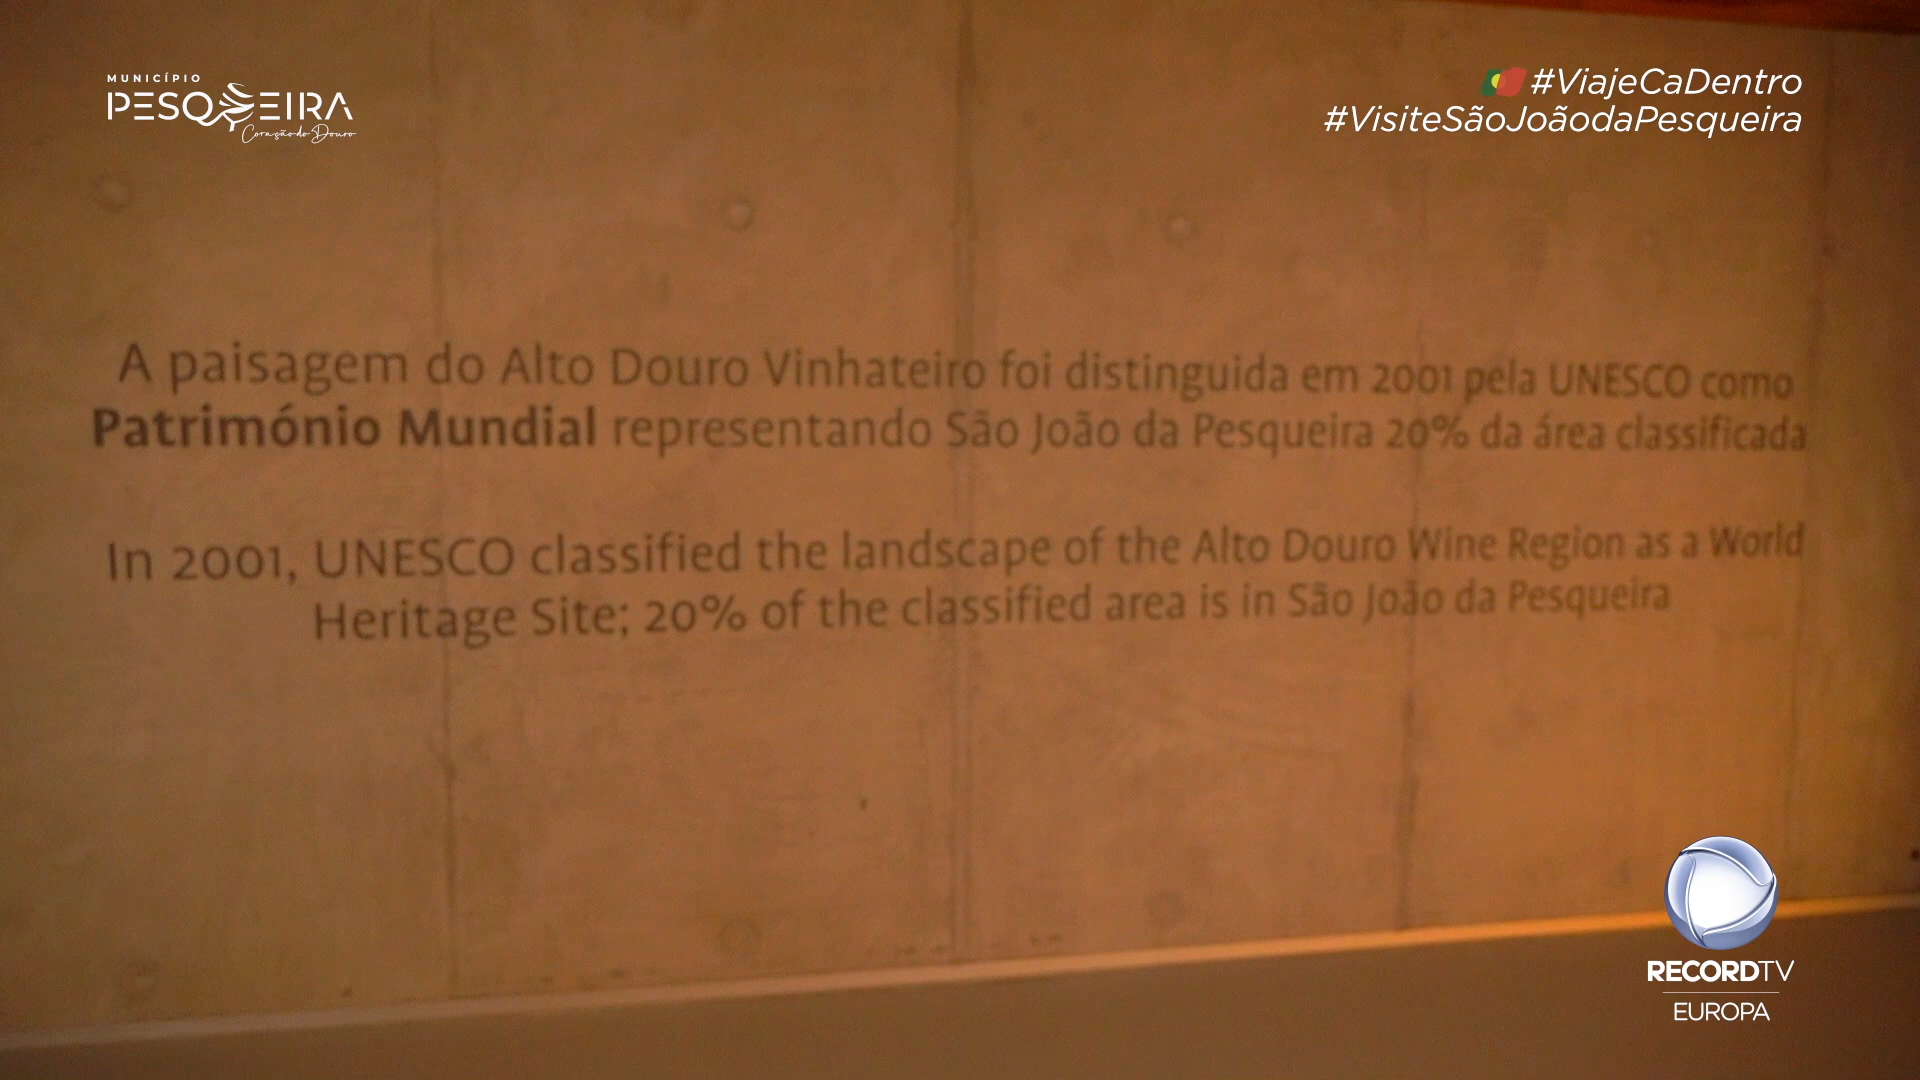 MUNICÍPIO
PESQUEIRA
Coração do Douro
#ViajeCaDentro
#VisiteSãoJoãodaPesqueira
A paisagem do Alto Douro Vinhateiro foi distinguida em 2001 pela UNESCO como
Património Mundial representando São João da Pesqueira 20% da área classificada
In 2001, UNESCO classified the landscape of the Alto Douro Wine Region as a World
Heritage Site; 20% of the classified area is in São João da Pesqueira
RECORDTV
EUROPA